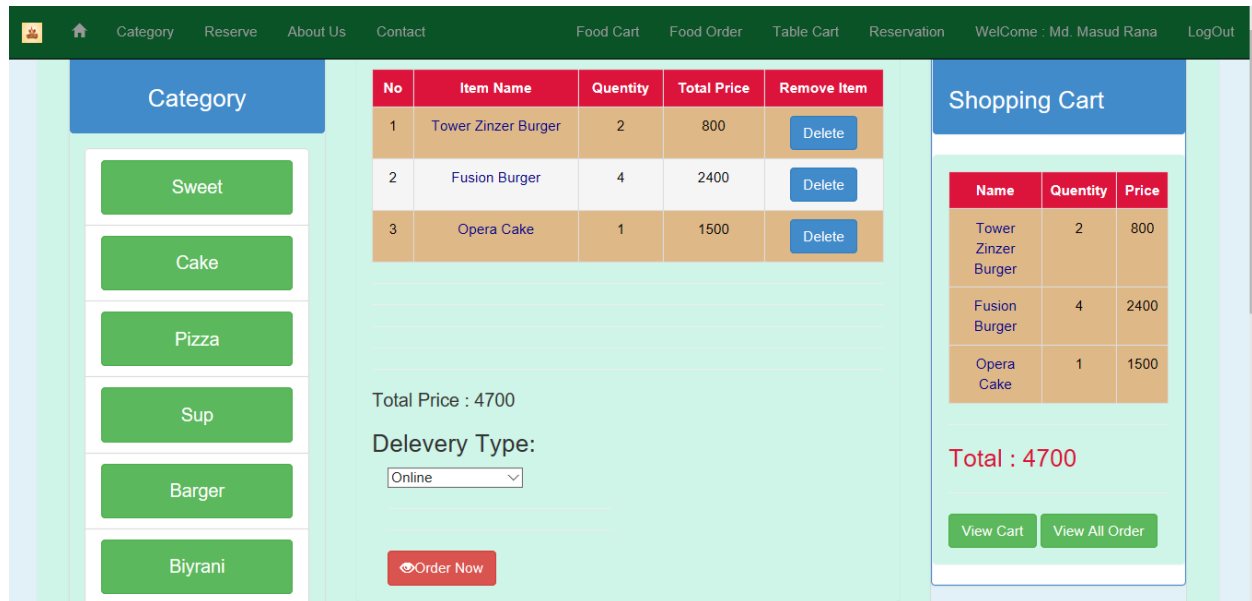 Category Reserve About Us Contact Food Cart Food Order Table Cart Reservation WelCome : Md. Masud Rana LogOut
Category
Sweet
Cake
Pizza
Sup
Barger
Biyrani
No Item Name Quentity Total Price Remove Item
1 Tower Zinzer Burger 2 800 Delete
2 Fusion Burger 4 2400 Delete
3 Opera Cake 1 1500 Delete
Total Price : 4700
Delevery Type:
Online
Order Now
Shopping Cart
Name Quentity Price
Tower 2 800
Zinzer
Burger
Fusion 4 2400
Burger
Opera 1 1500
Cake
Total : 4700
View Cart View All Order